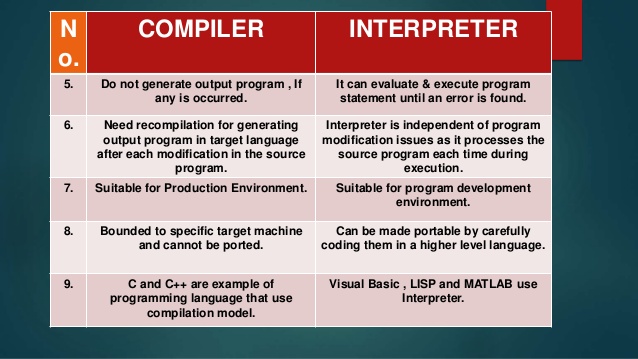 N
o.
COMPILER
INTERPRETER
5.
Do not generate output program , If
any is occurred.
It can evaluate & execute program
statement until an error is found.
6.
Need recompilation for generating
output program in target language
after each modification in the source
program.
Interpreter is independent of program
modification issues as it processes the
source program each time during
execution.
7.
Suitable for Production Environment.
Suitable for program development
environment.
8.
Bounded to specific target machine
and cannot be ported.
Can be made portable by carefully
coding them in a higher level language.
9.
C and C++ are example of
programming language that use
compilation model.
Visual Basic , LISP and MATLAB use
Interpreter.